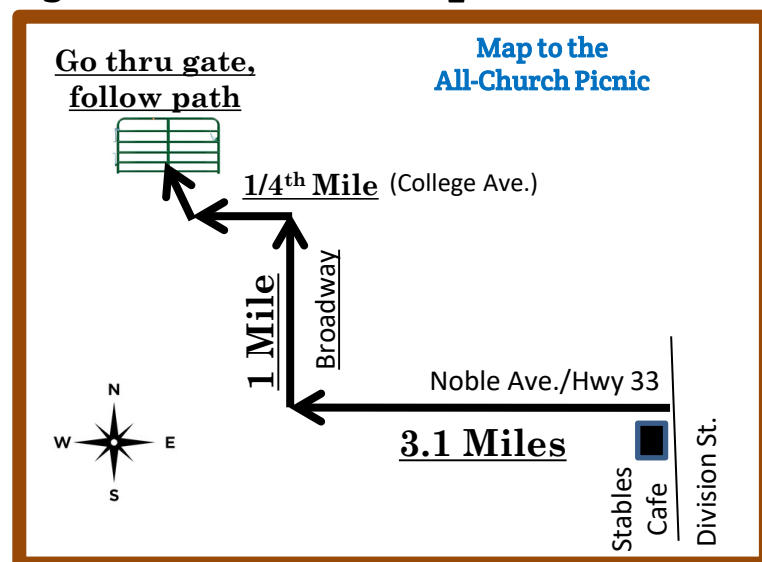 Map to the
All-Church Picnic
Go thru gate,
follow path
1/4th Mile (College Ave.)
1 Mile
Broadway
Noble Ave./Hwy 33
3.1 Miles
Stables
Cafe
Division St.
N
W
E
S